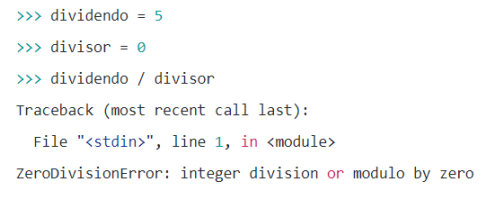 >>> dividendo = 5
>>> divisor = 0
>>> dividendo / divisor
Traceback (most recent call last):
  File "<stdin>", line 1, in <module>
ZeroDivisionError: integer division or modulo by zero